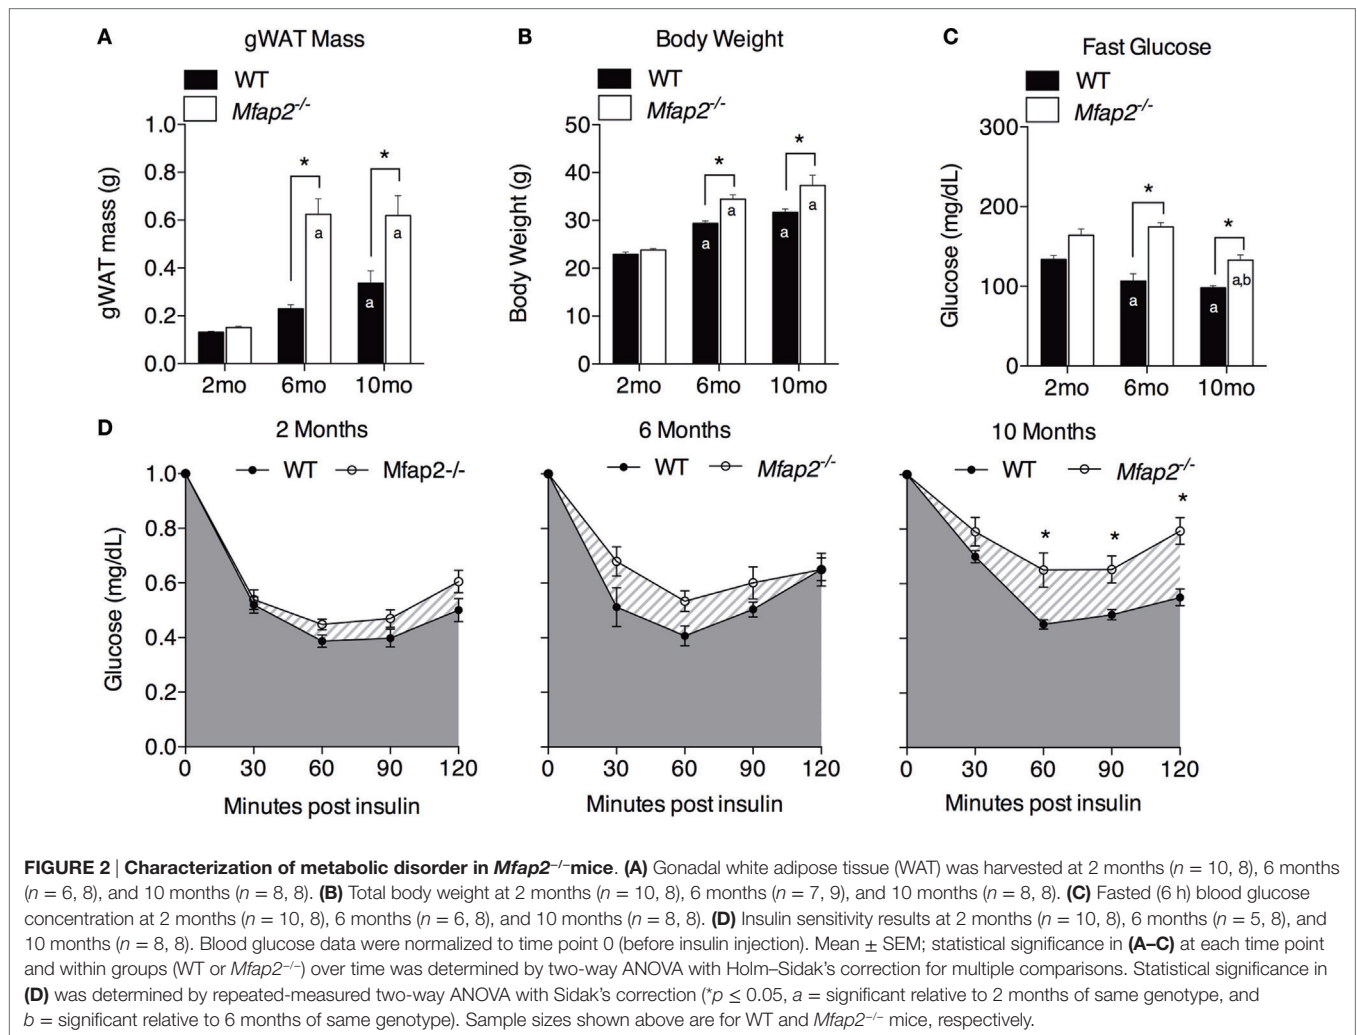 A
gWAT Mass
WT
Mfap2-/-
gWAT mass (g)
1.0
0.8
0.6
0.4
0.2
0.0
*
*
a
a
a
2mo
6mo
10mo
B
Body Weight
WT
Mfap2-/-
Body Weight (g)
50
40
30
20
10
0
*
*
a
a
a
a
2mo
6mo
10mo
C
Fast Glucose
WT
Mfap2-/-
Glucose (mg/dL)
300
200
100
0
*
*
a
a
a,b
2mo
6mo
10mo
D
2 Months
WT
Mfap2-/-
Glucose (mg/dL)
1.0
0.8
0.6
0.4
0.2
0.0
0
30
60
90
120
Minutes post insulin
6 Months
WT
Mfap2-/-
0
30
60
90
120
Minutes post insulin
10 Months
WT
Mfap2-/-
*
*
*
0
30
60
90
120
Minutes post insulin
FIGURE 2 | Characterization of metabolic disorder in Mfap2−/−mice. (A) Gonadal white adipose tissue (WAT) was harvested at 2 months (n = 10, 8), 6 months
(n = 6, 8), and 10 months (n = 8, 8). (B) Total body weight at 2 months (n = 10, 8), 6 months (n = 7, 9), and 10 months (n = 8, 8). (C) Fasted (6 h) blood glucose
concentration at 2 months (n = 10, 8), 6 months (n = 6, 8), and 10 months (n = 8, 8). (D) Insulin sensitivity results at 2 months (n = 10, 8), 6 months (n = 5, 8), and
10 months (n = 8, 8). Blood glucose data were normalized to time point 0 (before insulin injection). Mean ± SEM; statistical significance in (A–C) at each time point
and within groups (WT or Mfap2−/−) over time was determined by two-way ANOVA with Holm–Sidak's correction for multiple comparisons. Statistical significance in
(D) was determined by repeated-measured two-way ANOVA with Sidak's correction (*p ≤ 0.05, a = significant relative to 2 months of same genotype, and
b = significant relative to 6 months of same genotype). Sample sizes shown above are for WT and Mfap2−/− mice, respectively.